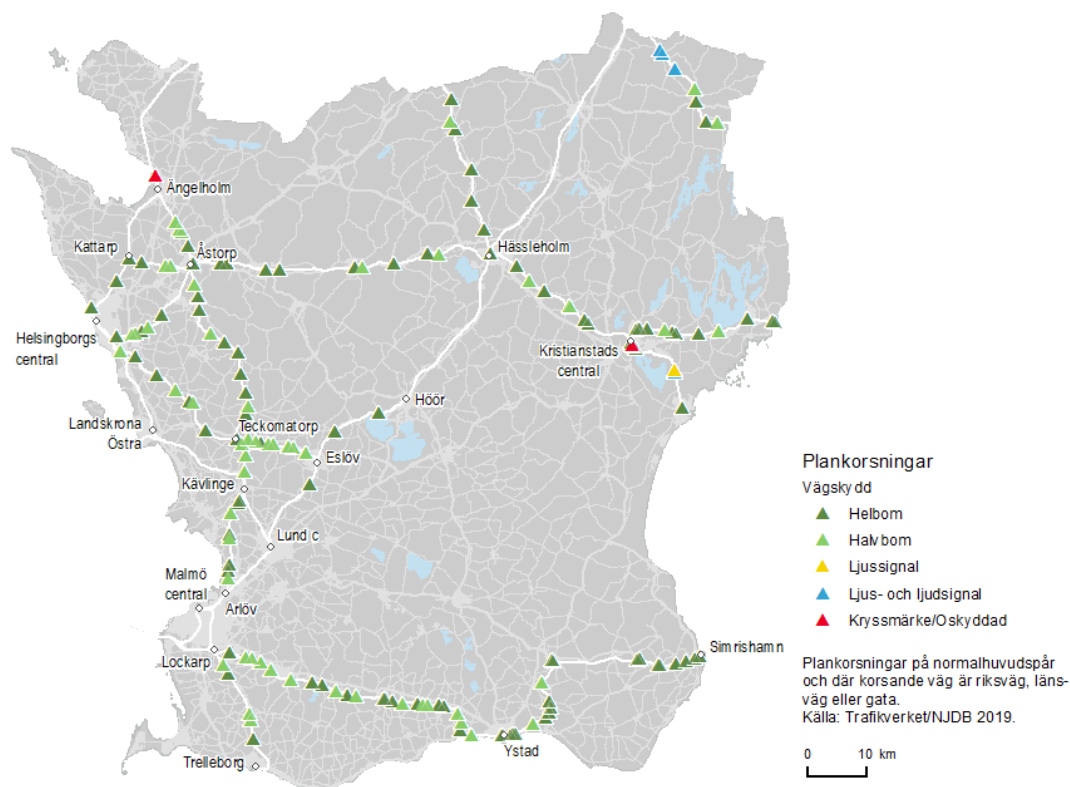 Ängelholm
Kattarp
Åstorp
Hässleholm
Helsingborgs
central
Kristianstads
central
Höör
Landskrona
Östra
Teckomatorp
Eslöv
Kävlinge
Lund c
Malmö
central
Arlöv
Lockarp
Simrishamn
Ystad
Trelleborg
Plankorsningar
Vägskydd
Helbom
Halvbom
Ljussignal
Ljus- och ljudsignal
Kryssmärke/Oskyddad
Plankorsningar på normalhuvudspår
och där korsande väg är riksväg, läns-
väg eller gata.
Källa: Trafikverket/NJDB 2019.
0 10 km